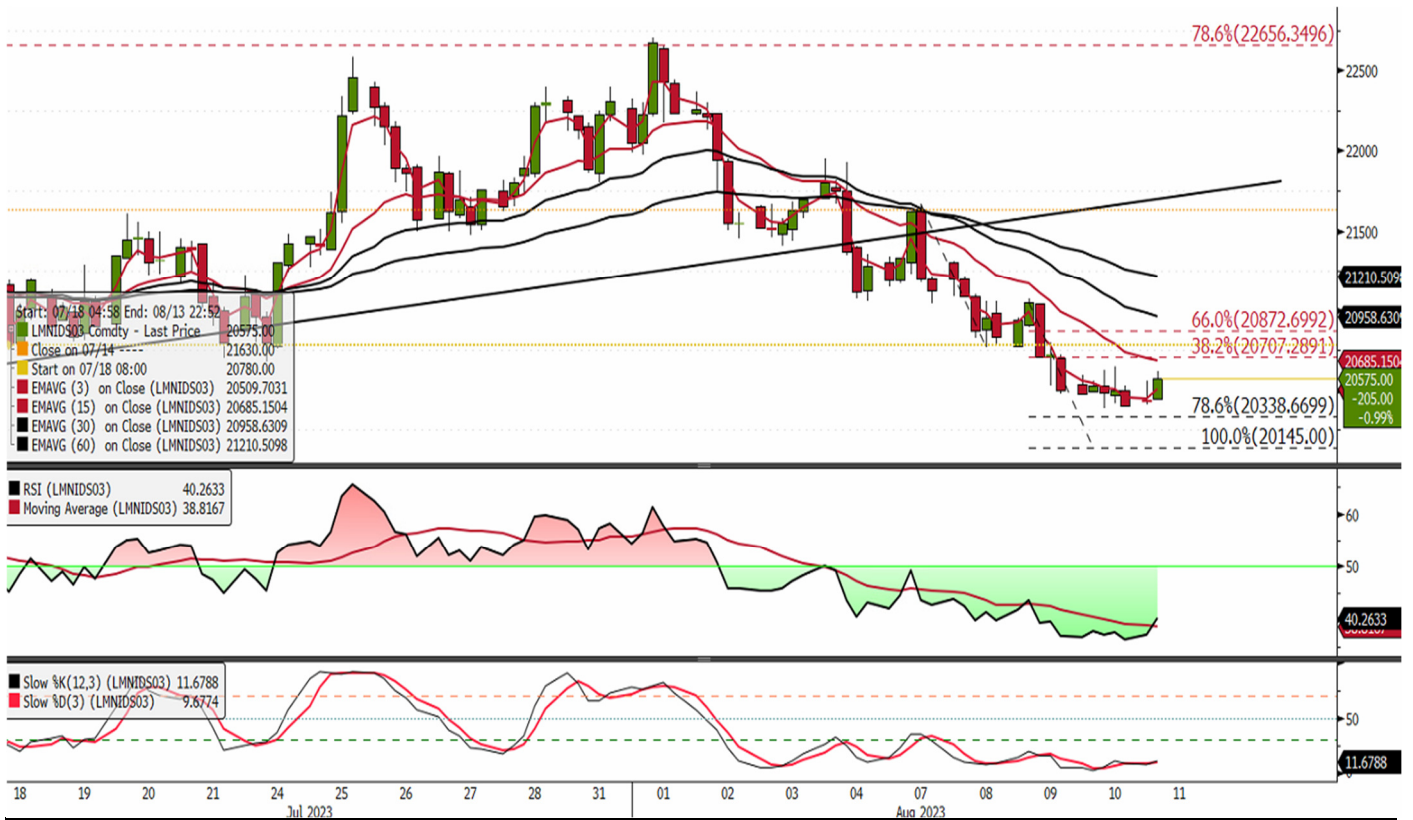 78.6%(22656.3496)
22500
22000
21500
21210.5098
20958.6309
66.0%(20872.6992)
38.2%(20707.2891)
20685.1504
20575.00
-205.00
-0.99%
78.6%(20338.6699)
100.0%(20145.00)
Start: 07/18 04:58 End: 08/13 22:52
LMNIDS03 Comdty - Last Price 20575.00
Close on 07/14 ---- 21630.00
Start on 07/18 08:00 20780.00
EMAVG (3) on Close (LMNIDS03) 20509.7031
EMAVG (15) on Close (LMNIDS03) 20685.1504
EMAVG (30) on Close (LMNIDS03) 20958.6309
EMAVG (60) on Close (LMNIDS03) 21210.5098
RSI (LMNIDS03) 40.2633
Moving Average (LMNIDS03) 38.8167
60
50
40.2633
Slow %K(12,3) (LMNIDS03) 11.6788
Slow %D(3) (LMNIDS03) 9.6774
50
11.6788
0
18 19 20 21 24 25 26 27 28 31 01 02 03 04 07 08 09 10 11
Jul 2023 Aug 2023